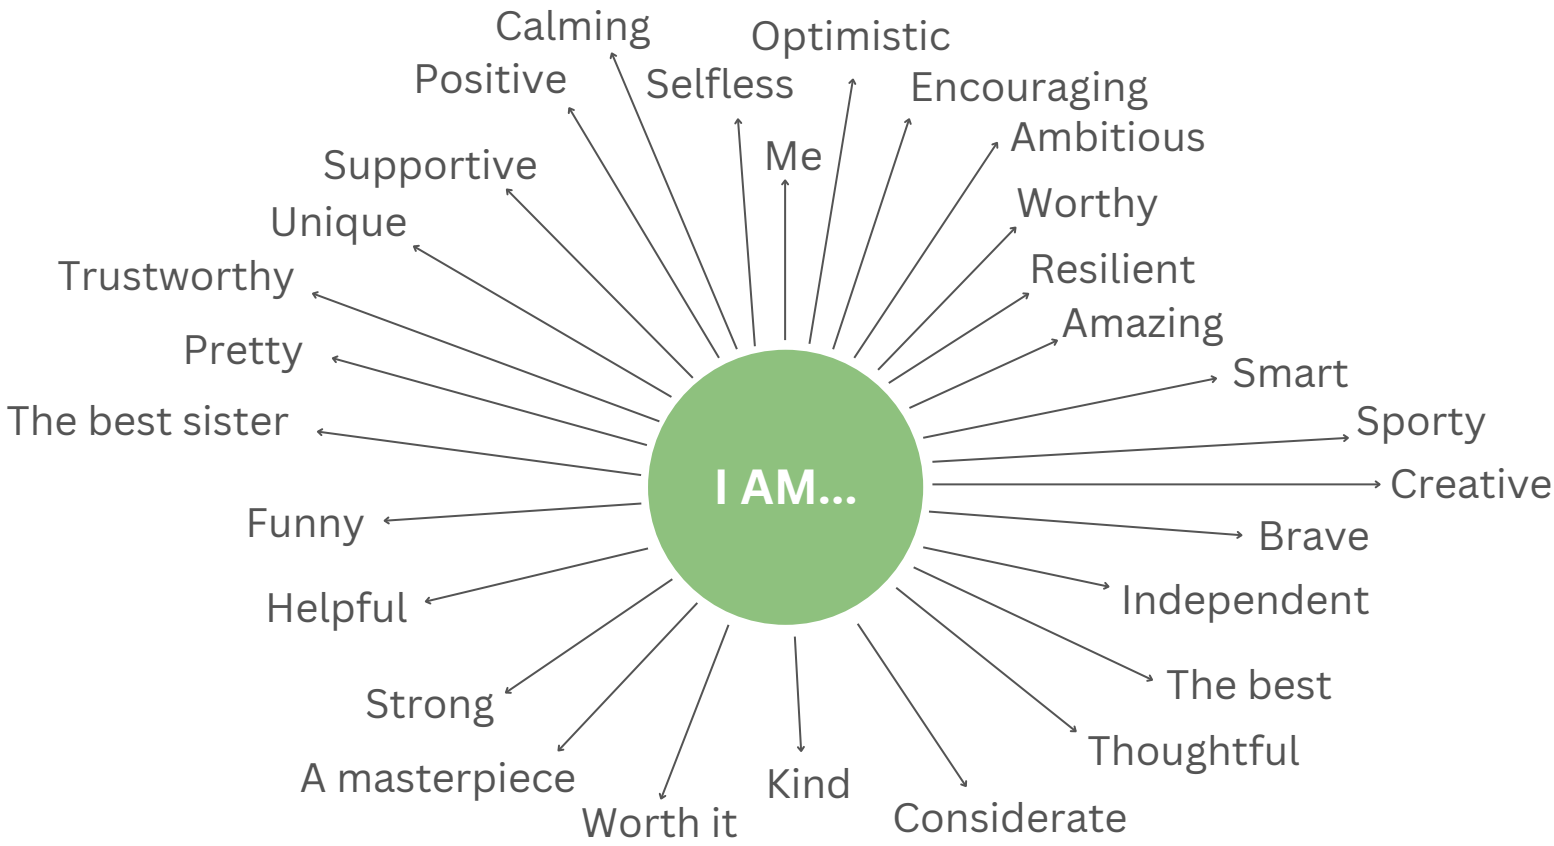 Calming
Optimistic
Positive
Selfless
Encouraging
Ambitious
Me
Supportive
Worthy
Unique
Resilient
Trustworthy
Amazing
Pretty
Smart
The best sister
Sporty
I AM...
Creative
Funny
Brave
Helpful
Independent
The best
Strong
Thoughtful
A masterpiece
Kind
Worth it
Considerate